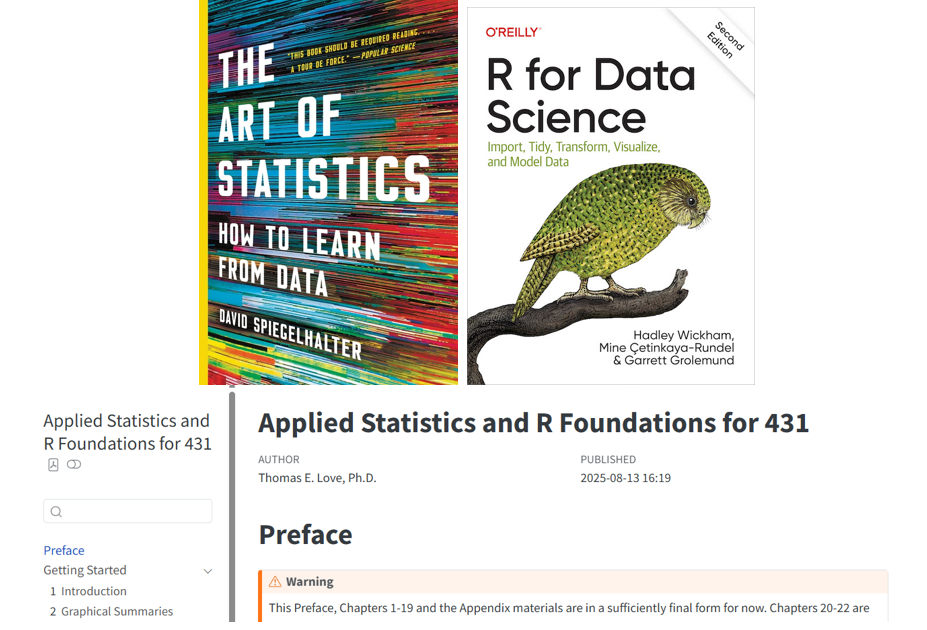 THE
ART OF
STATISTICS
"THIS BOOK SHOULD BE REQUIRED READING. . . .
A TOUR DE FORCE." —POPULAR SCIENCE
HOW TO LEARN
FROM DATA
DAVID SPIEGELHALTER
O'REILLY®
Second
Edition
R for Data
Science
Import, Tidy, Transform, Visualize,
and Model Data
Hadley Wickham,
Mine Çetinkaya-Rundel
& Garrett Grolemund
Applied Statistics and
R Foundations for 431
Preface
Getting Started
1 Introduction
2 Graphical Summaries
Applied Statistics and R Foundations for 431
AUTHOR
Thomas E. Love, Ph.D.
PUBLISHED
2025-08-13 16:19
Preface
Warning
This Preface, Chapters 1-19 and the Appendix materials are in a sufficiently final form for now. Chapters 20-22 are